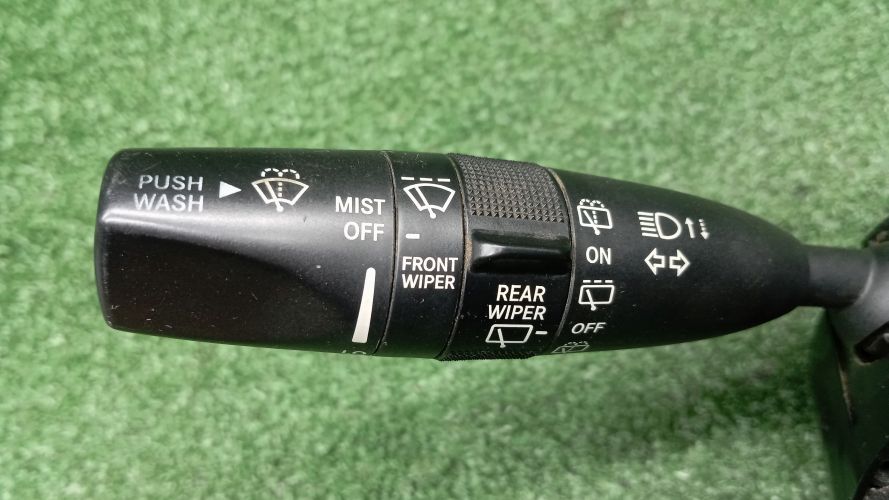 PUSH
WASH
MIST
OFF
FRONT
WIPER
REAR
WIPER
ON
OFF